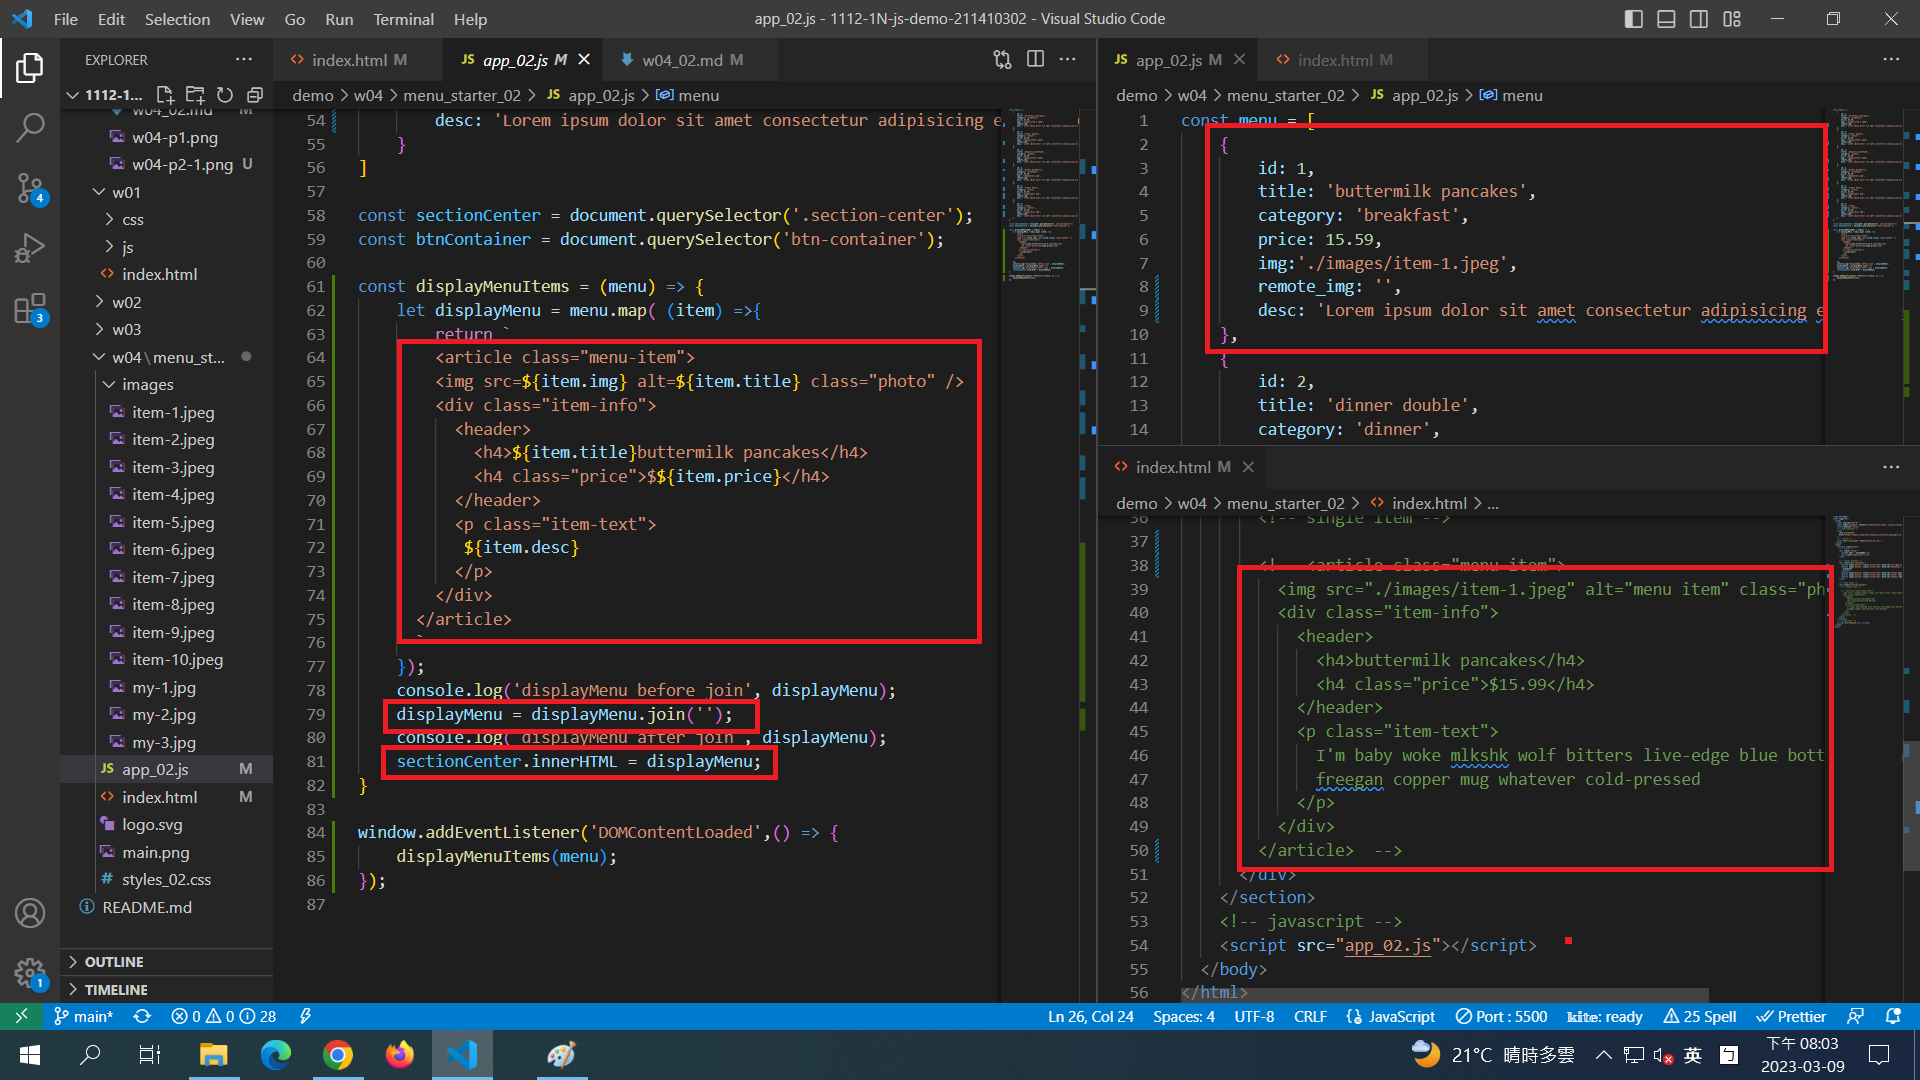 File Edit Selection View Go Run Terminal Help
app_02.js - 1112-1N-js-demo-211410302 - Visual Studio Code
EXPLORER
1112-1...
w04_02.md M
w04-p1.png
w04-p2-1.png U
w01
css
js
index.html
w02
w03
w04\menu_st...
images
item-1.jpeg
item-2.jpeg
item-3.jpeg
item-4.jpeg
item-5.jpeg
item-6.jpeg
item-7.jpeg
item-8.jpeg
item-9.jpeg
item-10.jpeg
my-1.jpg
my-2.jpg
my-3.jpg
JS app_02.js M
index.html M
logo.svg
main.png
# styles_02.css
README.md
OUTLINE
TIMELINE
4
3
1
index.html M
JS app_02.js M
w04_02.md M
demo > w04 > menu_starter_02 > JS app_02.js > menu
54 desc: 'Lorem ipsum dolor sit amet consectetur adipisicing e
55 }
56 ]
57
58 const sectionCenter = document.querySelector('.section-center');
59 const btnContainer = document.querySelector('btn-container');
60
61 const displayMenuItems = (menu) => {
62 let displayMenu = menu.map( (item) =>{
63 return `
64 <article class="menu-item">
65 <img src=${item.img} alt=${item.title} class="photo" />
66 <div class="item-info">
67 <header>
68 <h4>${item.title}buttermilk pancakes</h4>
69 <h4 class="price">$${item.price}</h4>
70 </header>
71 <p class="item-text">
72 ${item.desc}
73 </p>
74 </div>
75 </article>
76 `
77 });
78 console.log('displayMenu before join', displayMenu);
79 displayMenu = displayMenu.join('');
80 console.log('displayMenu after join', displayMenu);
81 sectionCenter.innerHTML = displayMenu;
82 }
83
84 window.addEventListener('DOMContentLoaded',() => {
85 displayMenuItems(menu);
86 });
87
JS app_02.js M
index.html M
demo > w04 > menu_starter_02 > JS app_02.js > menu
1 const menu = [
2 {
3 id: 1,
4 title: 'buttermilk pancakes',
5 category: 'breakfast',
6 price: 15.59,
7 img:'./images/item-1.jpeg',
8 remote_img: '',
9 desc: 'Lorem ipsum dolor sit amet consectetur adipisicing e
10 },
11 {
12 id: 2,
13 title: 'dinner double',
14 category: 'dinner',
index.html M
demo > w04 > menu_starter_02 > index.html > ...
36 <!-- single item -->
37
38 <!-- <article class="menu-item">
39 <img src="./images/item-1.jpeg" alt="menu item" class="ph
40 <div class="item-info">
41 <header>
42 <h4>buttermilk pancakes</h4>
43 <h4 class="price">$15.99</h4>
44 </header>
45 <p class="item-text">
46 I'm baby woke mlkshk wolf bitters live-edge blue bott
47 freegan copper mug whatever cold-pressed
48 </p>
49 </div>
50 </article> -->
51 </div>
52 </section>
53 <!-- javascript -->
54 <script src="app_02.js"></script>
55 </body>
56 </html>
main* 0 0 28 Ln 26, Col 24 Spaces: 4 UTF-8 CRLF JavaScript Port : 5500 kite: ready 25 Spell Prettier
21°C 晴時多雲 英 ㄅ
下午 08:03
2023-03-09